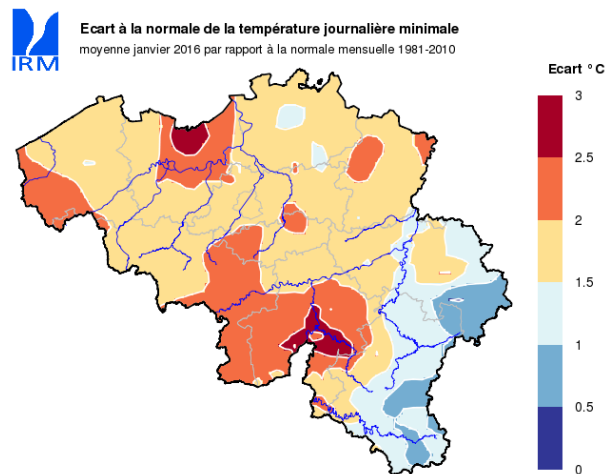 Ecart à la normale de la température journalière minimale
moyenne janvier 2016 par rapport à la normale mensuelle 1981-2010
IRM
Ecart °C
3
2.5
2
1.5
1
0.5
0